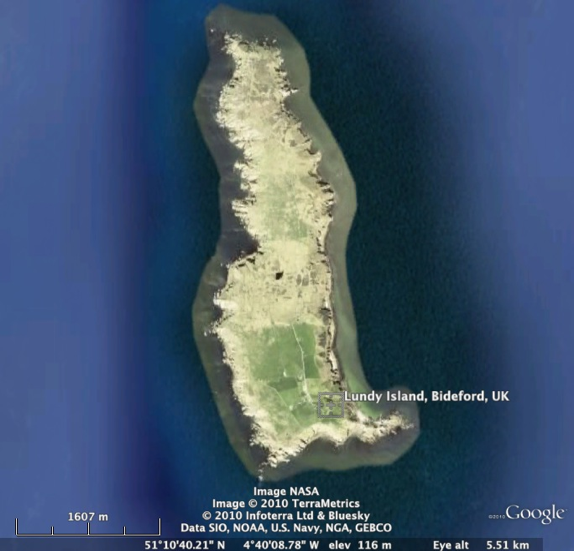 Lundy Island, Bideford, UK
Image NASA
Image © 2010 TerraMetrics
© 2010 Infoterra Ltd & Bluesky
Data SIO, NOAA, U.S. Navy, NGA, GEBCO
1607 m
©2010 Google
51°10'40.21" N 4°40'08.78" W elev 116 m Eye alt 5.51 km